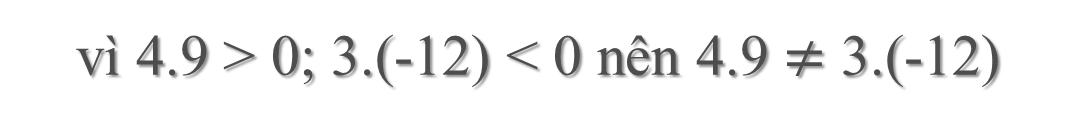 vì 4.9 > 0; 3.(-12) < 0 nên 4.9 ≠ 3.(-12)